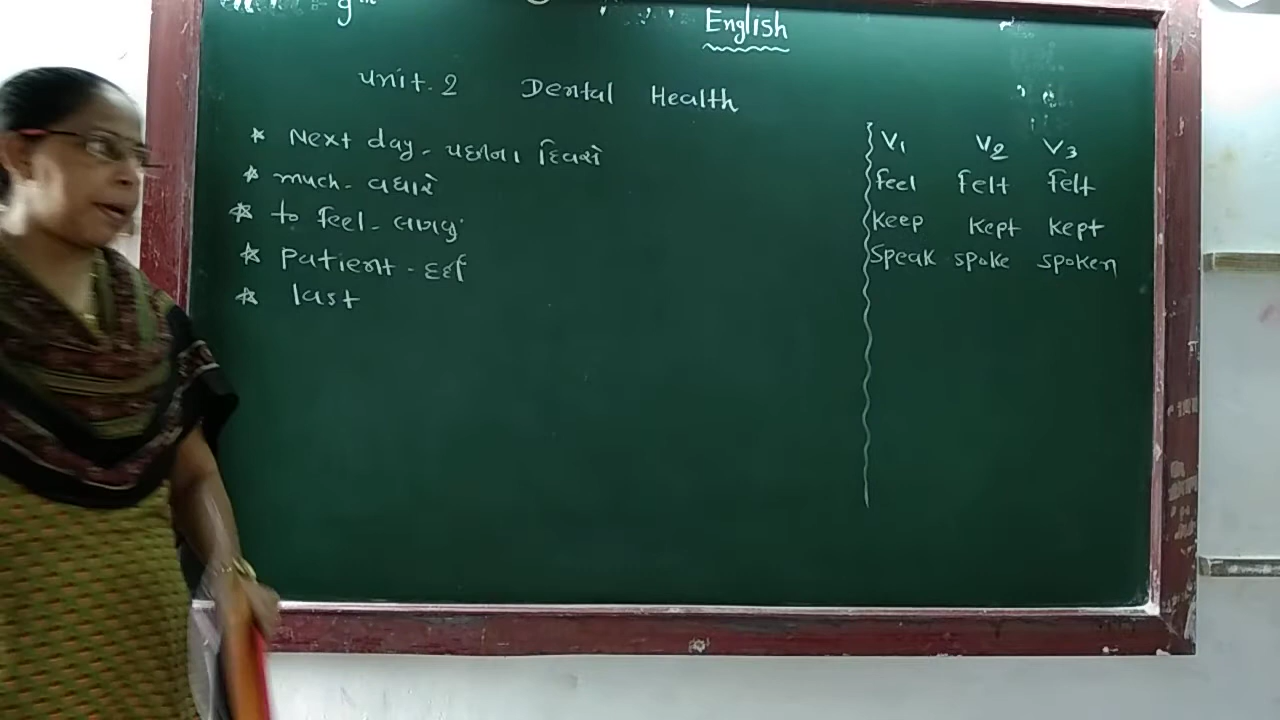 9th
English
Unit. 2 Dental Health
* Next day - પછીના દિવસે
* much - વધારે
* to feel - લાગવું
* Patient - દર્દી
* last
V1 V2 V3
feel felt felt
keep kept kept
speak spoke spoken